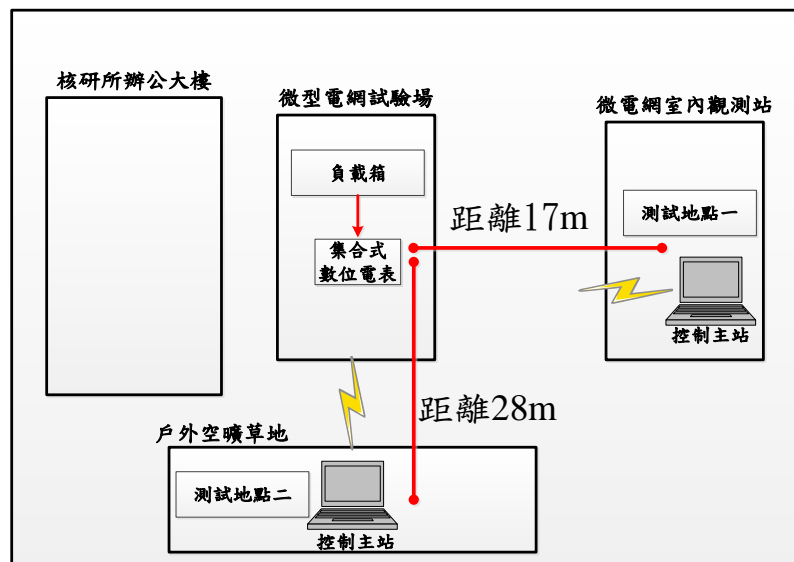 核研所辦公大樓
微型電網試驗場
微電網室內觀測站
負載箱
測試地點一
距離17m
集合式
數位電表
控制主站
距離28m
戶外空曠草地
測試地點二
控制主站